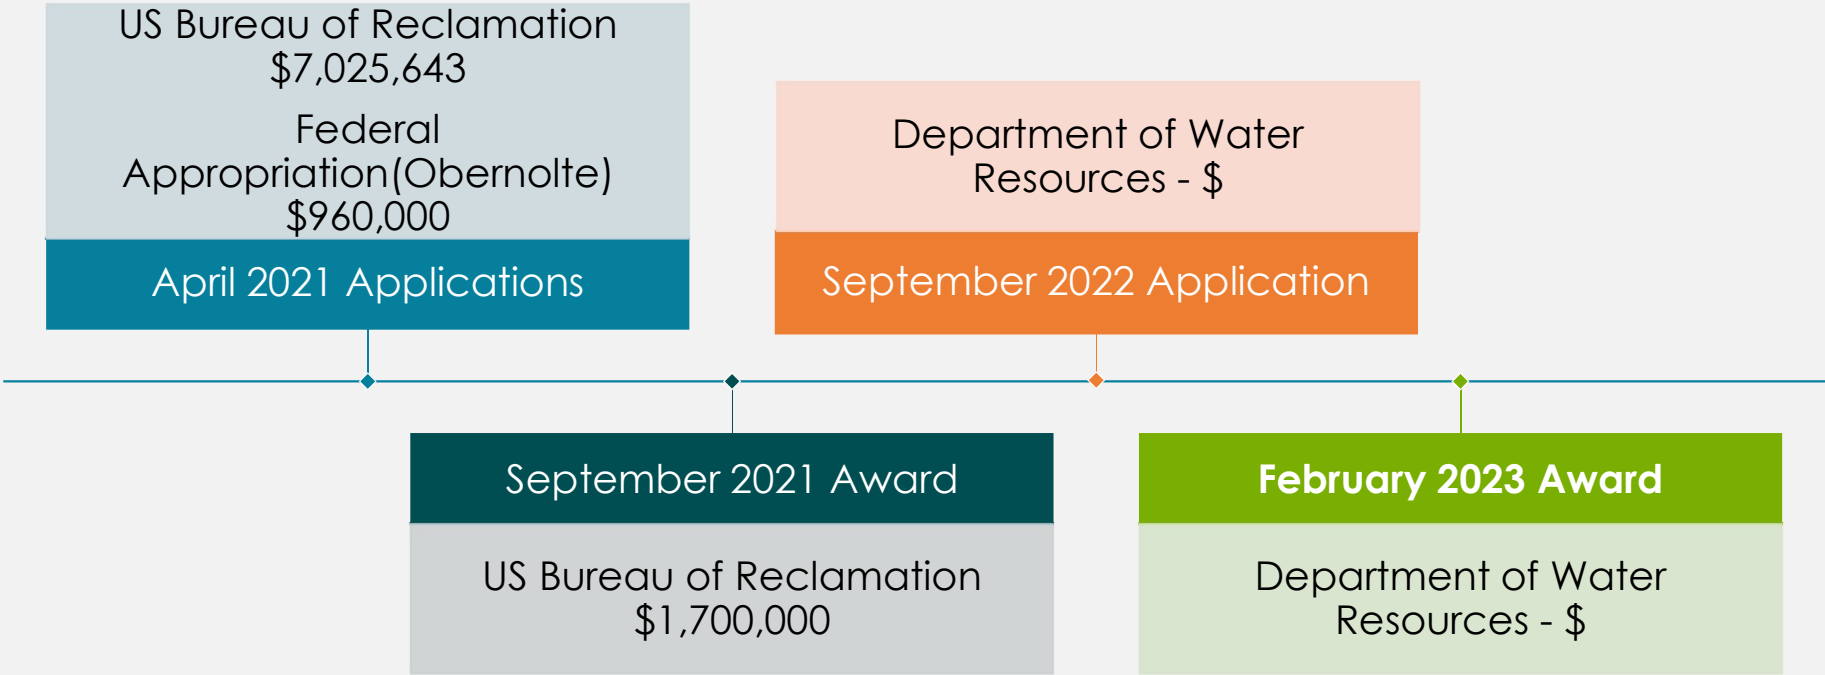 US Bureau of Reclamation
$7,025,643
Federal
Appropriation(Obernolte)
$960,000
April 2021 Applications
Department of Water
Resources - $
September 2022 Application
September 2021 Award
US Bureau of Reclamation
$1,700,000
February 2023 Award
Department of Water
Resources - $